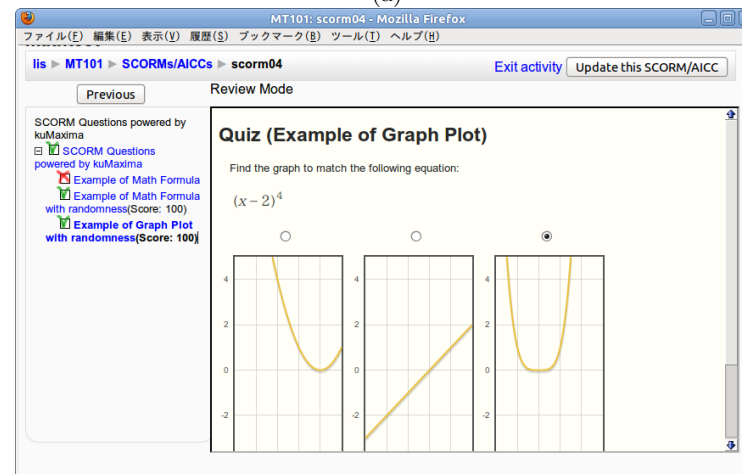 MT101: scorm04 - Mozilla Firefox
ファイル(F) 編集(E) 表示(V) 履歴(S) ブックマーク(B) ツール(T) ヘルプ(H)
lis ► MT101 ► SCORMs/AICCs ► scorm04
Exit activity
Update this SCORM/AICC
Previous
Review Mode
SCORM Questions powered by
kuMaxima
SCORM Questions
powered by kuMaxima
Example of Math Formula
Example of Math Formula
with randomness(Score: 100)
Example of Graph Plot
with randomness(Score: 100)
Quiz (Example of Graph Plot)
Find the graph to match the following equation:
(x − 2)⁴
4
2
0
-2
4
2
0
-2
4
2
0
-2